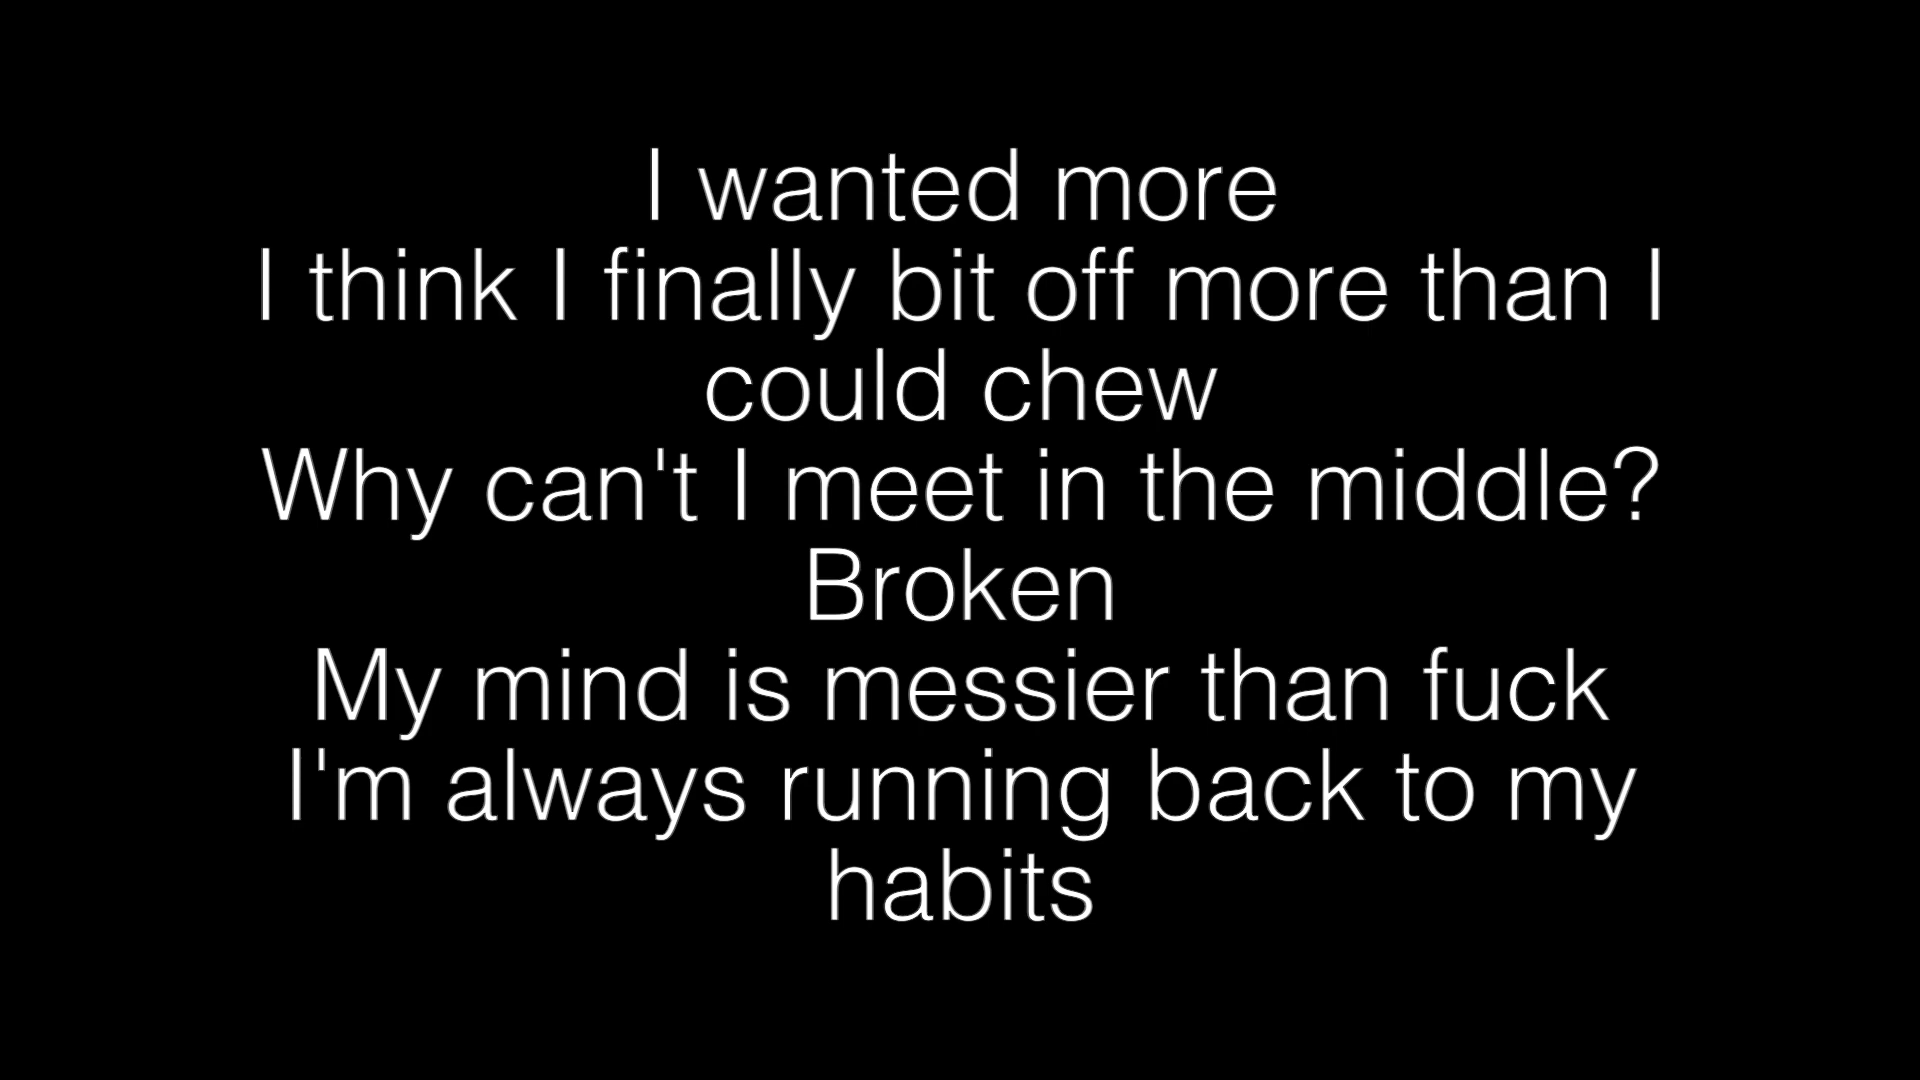 I wanted more
I think I finally bit off more than I
could chew
Why can't I meet in the middle?
Broken
My mind is messier than fuck
I'm always running back to my
habits